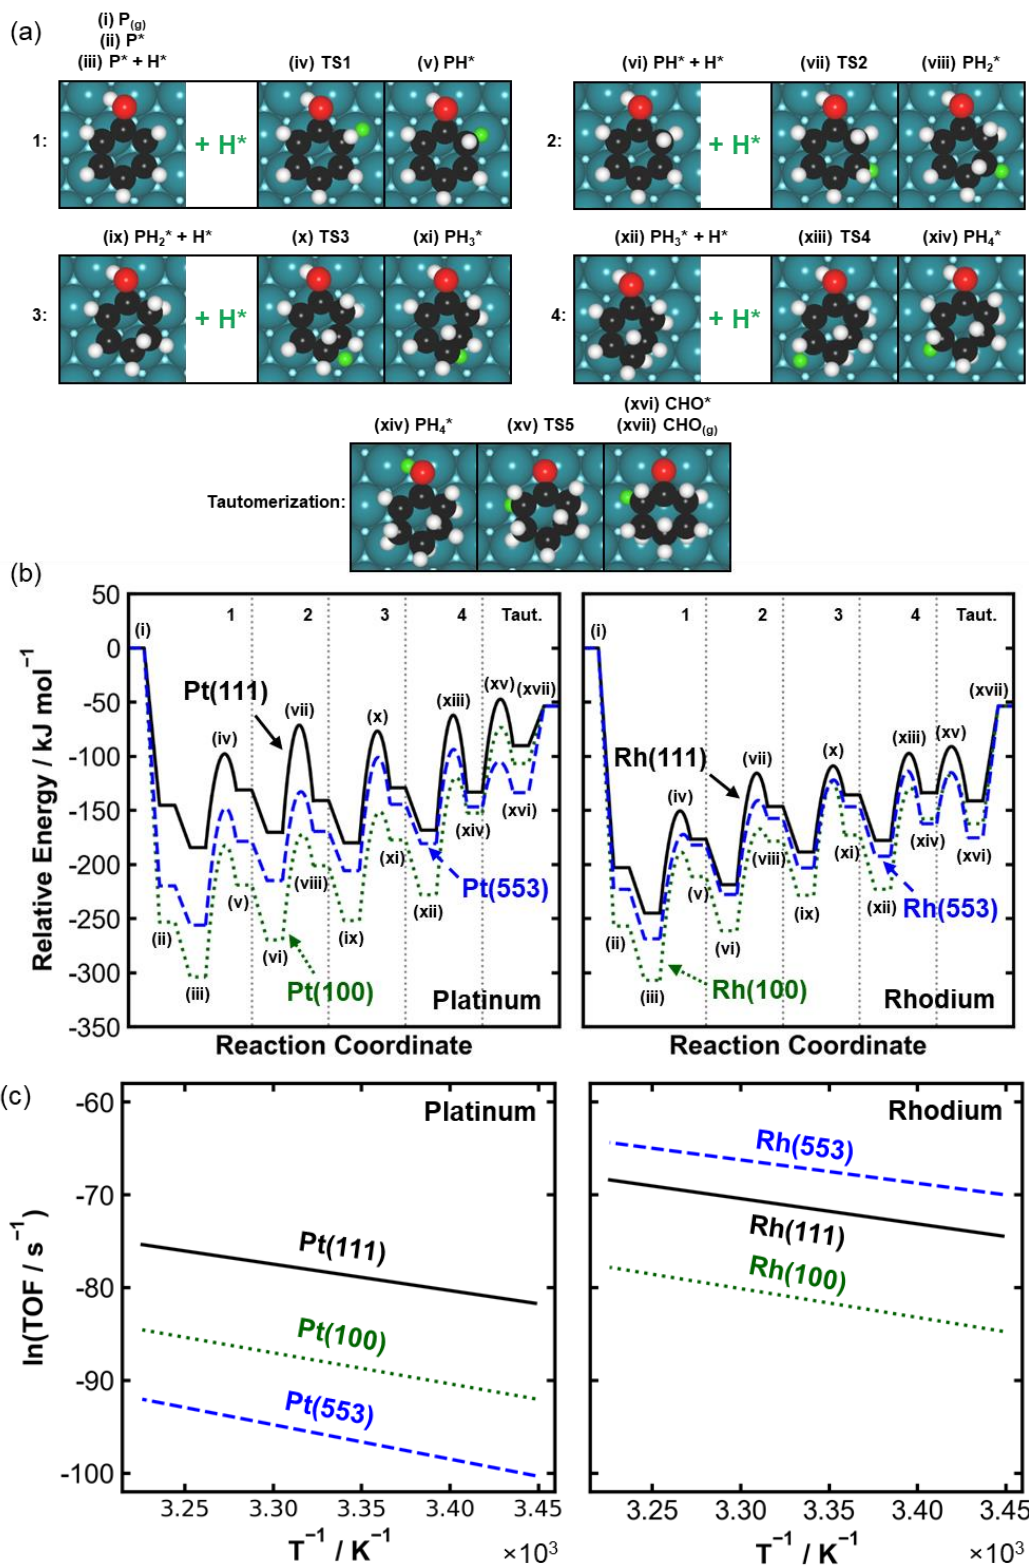 (a)
(i) P(g)
(ii) P*
(iii) P* + H*
(iv) TS1
(v) PH*
(vi) PH* + H*
(vii) TS2
(viii) PH2*
1:
+ H*
2:
+ H*
(ix) PH2* + H*
(x) TS3
(xi) PH3*
(xii) PH3* + H*
(xiii) TS4
(xiv) PH4*
3:
+ H*
4:
+ H*
(xiv) PH4*
(xv) TS5
(xvi) CHO*
(xvii) CHO(g)
Tautomerization:
(b)
Relative Energy / kJ mol−1
50
0
-50
-100
-150
-200
-250
-300
-350
(i)
1
2
3
4
Taut.
Pt(111)
(iv)
(vii)
(x)
(xiii)
(xv)
(xvii)
(xvi)
(xiv)
(xi)
Pt(553)
(viii)
(v)
(xii)
(ii)
(vi)
(ix)
(iii)
Pt(100)
Platinum
Reaction Coordinate
(i)
1
2
3
4
Taut.
(xvii)
Rh(111)
(vii)
(x)
(xiii)
(xv)
(iv)
(xiv)
(xi)
(viii)
(xvi)
(v)
(xii)
(ix)
Rh(553)
(ii)
(vi)
(iii)
Rh(100)
Rhodium
Reaction Coordinate
(c)
ln(TOF / s−1)
-60
-70
-80
-90
-100
Platinum
Pt(111)
Pt(100)
Pt(553)
3.25
3.30
3.35
3.40
3.45
T−1 / K−1
×10³
Rhodium
Rh(553)
Rh(111)
Rh(100)
3.25
3.30
3.35
3.40
3.45
T−1 / K−1
×10³